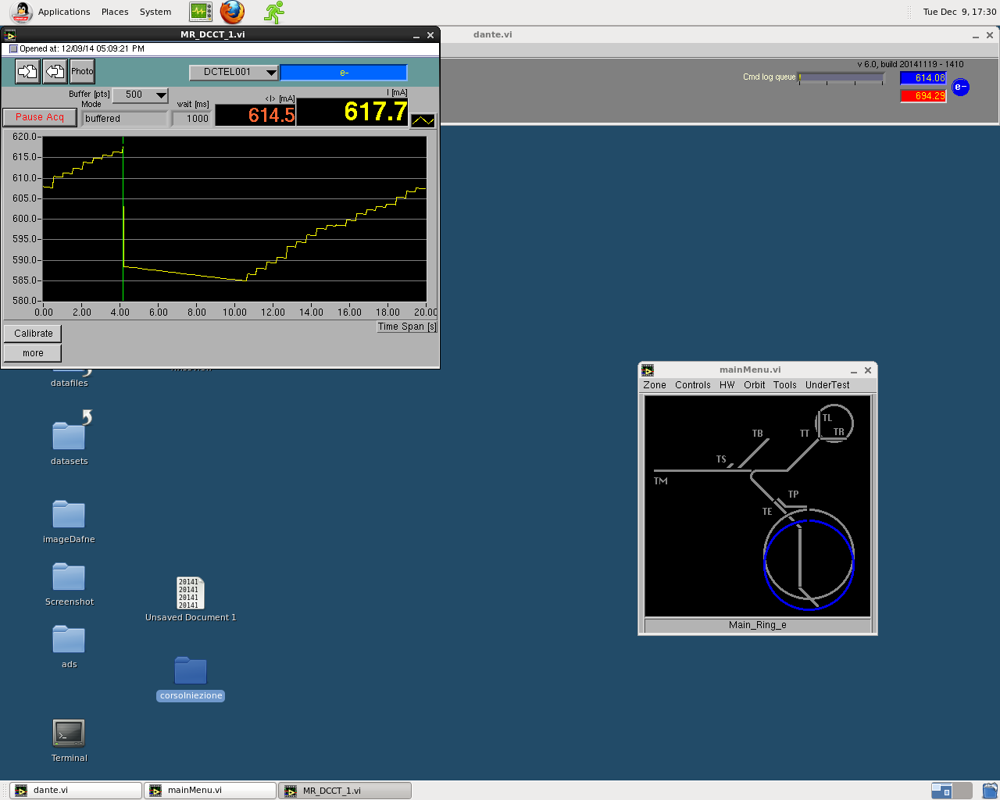 Applications Places System
Tue Dec 9, 17:30
MR_DCCT_1.vi
dante.vi
Opened at: 12/09/14 05:09:21 PM
Photo
DCTEL001
e-
v 6.0, build 20141119 - 1410
Cmd log queue
614.08
694.29
e-
Buffer [pts] 500
Mode
buffered
wait [ms]
1000
<I> [mA]
614.5
I [mA]
617.7
Pause Acq
620.0
615.0
610.0
605.0
600.0
595.0
590.0
585.0
580.0
0.00 2.00 4.00 6.00 8.00 10.00 12.00 14.00 16.00 18.00 20.00
Time Span [s]
Calibrate
more
datafiles
datasets
imageDafne
Screenshot
ads
Terminal
20141
20141
20141
20141
Unsaved Document 1
corsoIniezione
mainMenu.vi
Zone Controls HW Orbit Tools UnderTest
TL
TR
TT
TB
TS
TM
TP
TE
Main_Ring_e
dante.vi
mainMenu.vi
MR_DCCT_1.vi